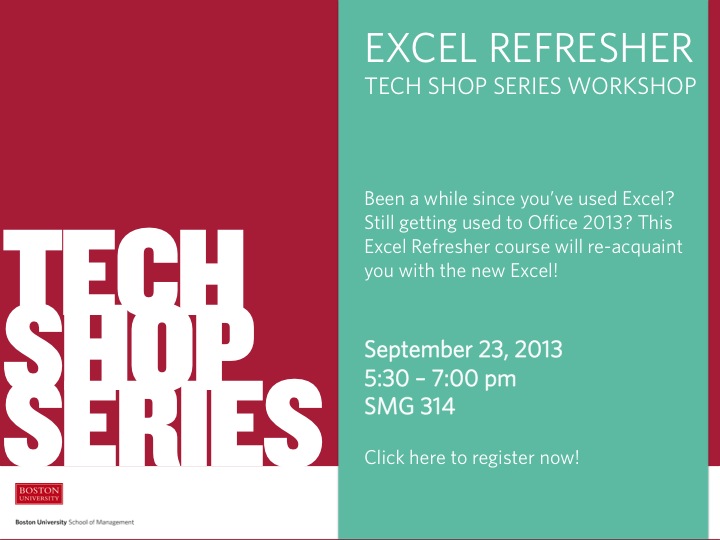 EXCEL REFRESHER
TECH SHOP SERIES WORKSHOP
Been a while since you’ve used Excel?
Still getting used to Office 2013? This
Excel Refresher course will re-acquaint
you with the new Excel!
September 23, 2013
5:30 – 7:00 pm
SMG 314
Click here to register now!
TECH
SHOP
SERIES
BOSTON
UNIVERSITY
Boston University School of Management